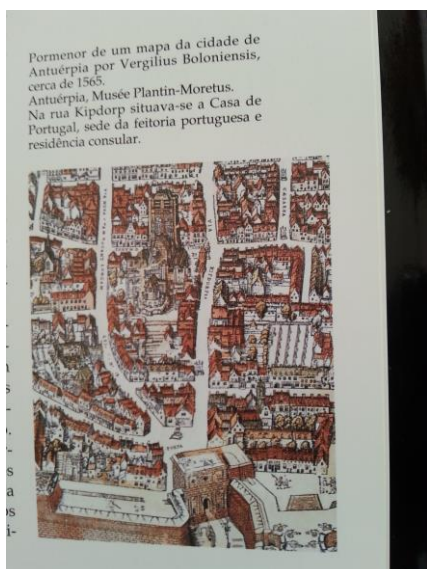 Pormenor de um mapa da cidade de
Antuérpia por Vergilius Boloniensis,
cerca de 1565.
Antuérpia, Musée Plantin-Moretus.
Na rua Kipdorp situava-se a Casa de
Portugal, sede da feitoria portuguesa e
residência consular.
VIA